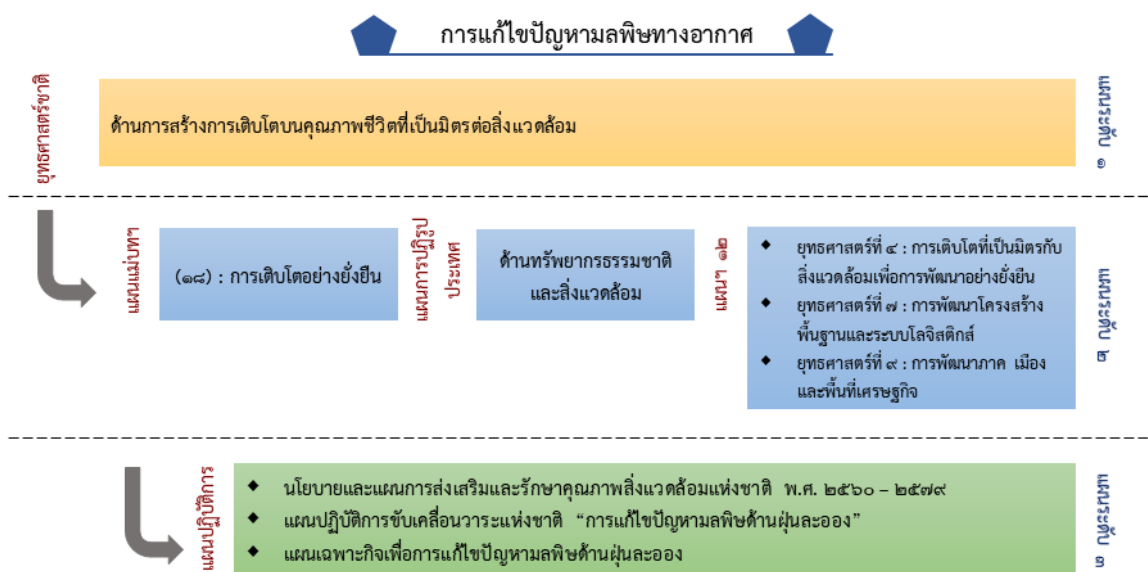 การแก้ไขปัญหามลพิษทางอากาศ
ยุทธศาสตร์ชาติ
ด้านการสร้างการเติบโตบนคุณภาพชีวิตที่เป็นมิตรต่อสิ่งแวดล้อม
แผนระดับ ๑
แผนแม่บทฯ
(๑๘) : การเติบโตอย่างยั่งยืน
แผนการปฏิรูป
ประเทศ
ด้านทรัพยากรธรรมชาติ
และสิ่งแวดล้อม
แผนฯ ๑๒
◆ ยุทธศาสตร์ที่ ๔ : การเติบโตที่เป็นมิตรกับ
สิ่งแวดล้อมเพื่อการพัฒนาอย่างยั่งยืน
◆ ยุทธศาสตร์ที่ ๗ : การพัฒนาโครงสร้าง
พื้นฐานและระบบโลจิสติกส์
◆ ยุทธศาสตร์ที่ ๙ : การพัฒนาภาค เมือง
และพื้นที่เศรษฐกิจ
แผนระดับ ๒
แผนปฏิบัติการ
◆ นโยบายและแผนการส่งเสริมและรักษาคุณภาพสิ่งแวดล้อมแห่งชาติ พ.ศ. ๒๕๖๐ – ๒๕๗๙
◆ แผนปฏิบัติการขับเคลื่อนวาระแห่งชาติ “การแก้ไขปัญหามลพิษด้านฝุ่นละออง”
◆ แผนเฉพาะกิจเพื่อการแก้ไขปัญหามลพิษด้านฝุ่นละออง
แผนระดับ ๓